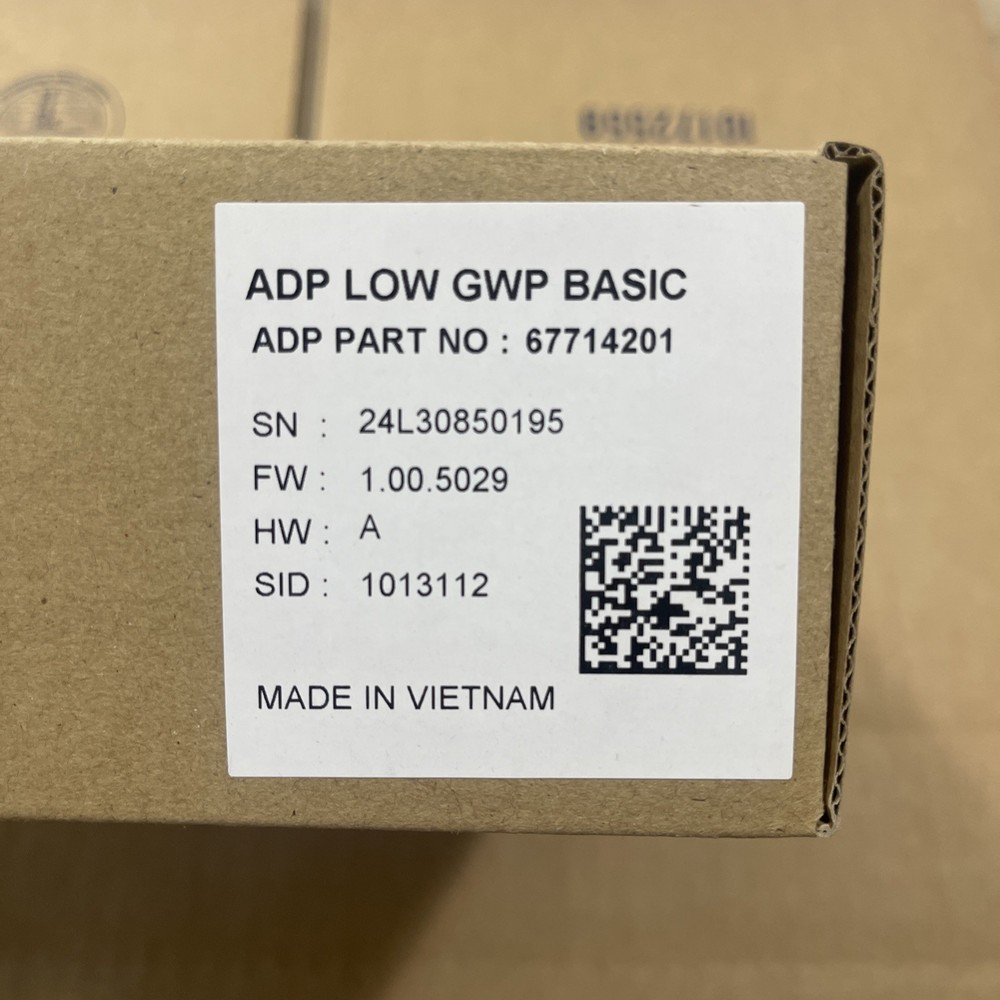 ADP LOW GWP BASIC
ADP PART NO : 67714201
SN : 24L30850195
FW : 1.00.5029
HW : A
SID : 1013112
MADE IN VIETNAM